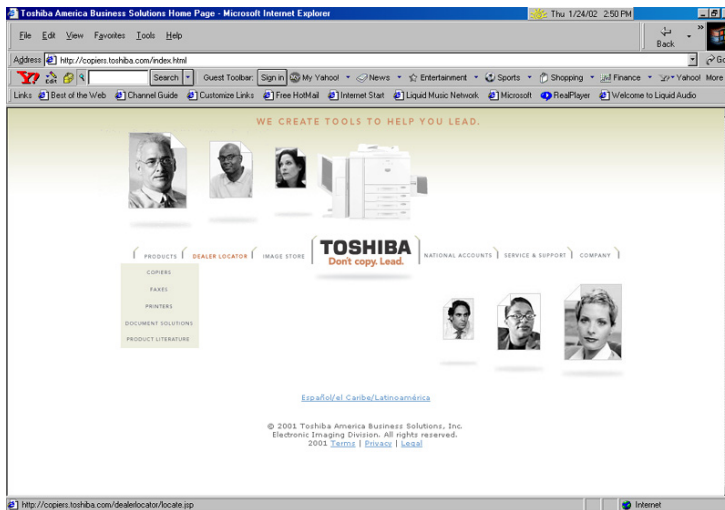 Toshiba America Business Solutions Home Page - Microsoft Internet Explorer
Thu 1/24/02 2:50 PM
File Edit View Favorites Tools Help
Back
»
Address http://copiers.toshiba.com/index.html
Go
Y7 Edit Search Guest Toolbar: Sign in My Yahoo! News Entertainment Sports Shopping Finance Yahoo! More
Links Best of the Web Channel Guide Customize Links Free HotMail Internet Start Liquid Music Network Microsoft RealPlayer Welcome to Liquid Audio
WE CREATE TOOLS TO HELP YOU LEAD.
PRODUCTS DEALER LOCATOR IMAGE STORE TOSHIBA NATIONAL ACCOUNTS SERVICE & SUPPORT COMPANY
Don't copy. Lead.
COPIERS
FAXES
PRINTERS
DOCUMENT SOLUTIONS
PRODUCT LITERATURE
Español/el Caribe/Latinoamérica
© 2001 Toshiba America Business Solutions, Inc.
Electronic Imaging Division. All rights reserved.
2001 Terms | Privacy | Legal
http://copiers.toshiba.com/dealerlocator/locate.jsp
Internet